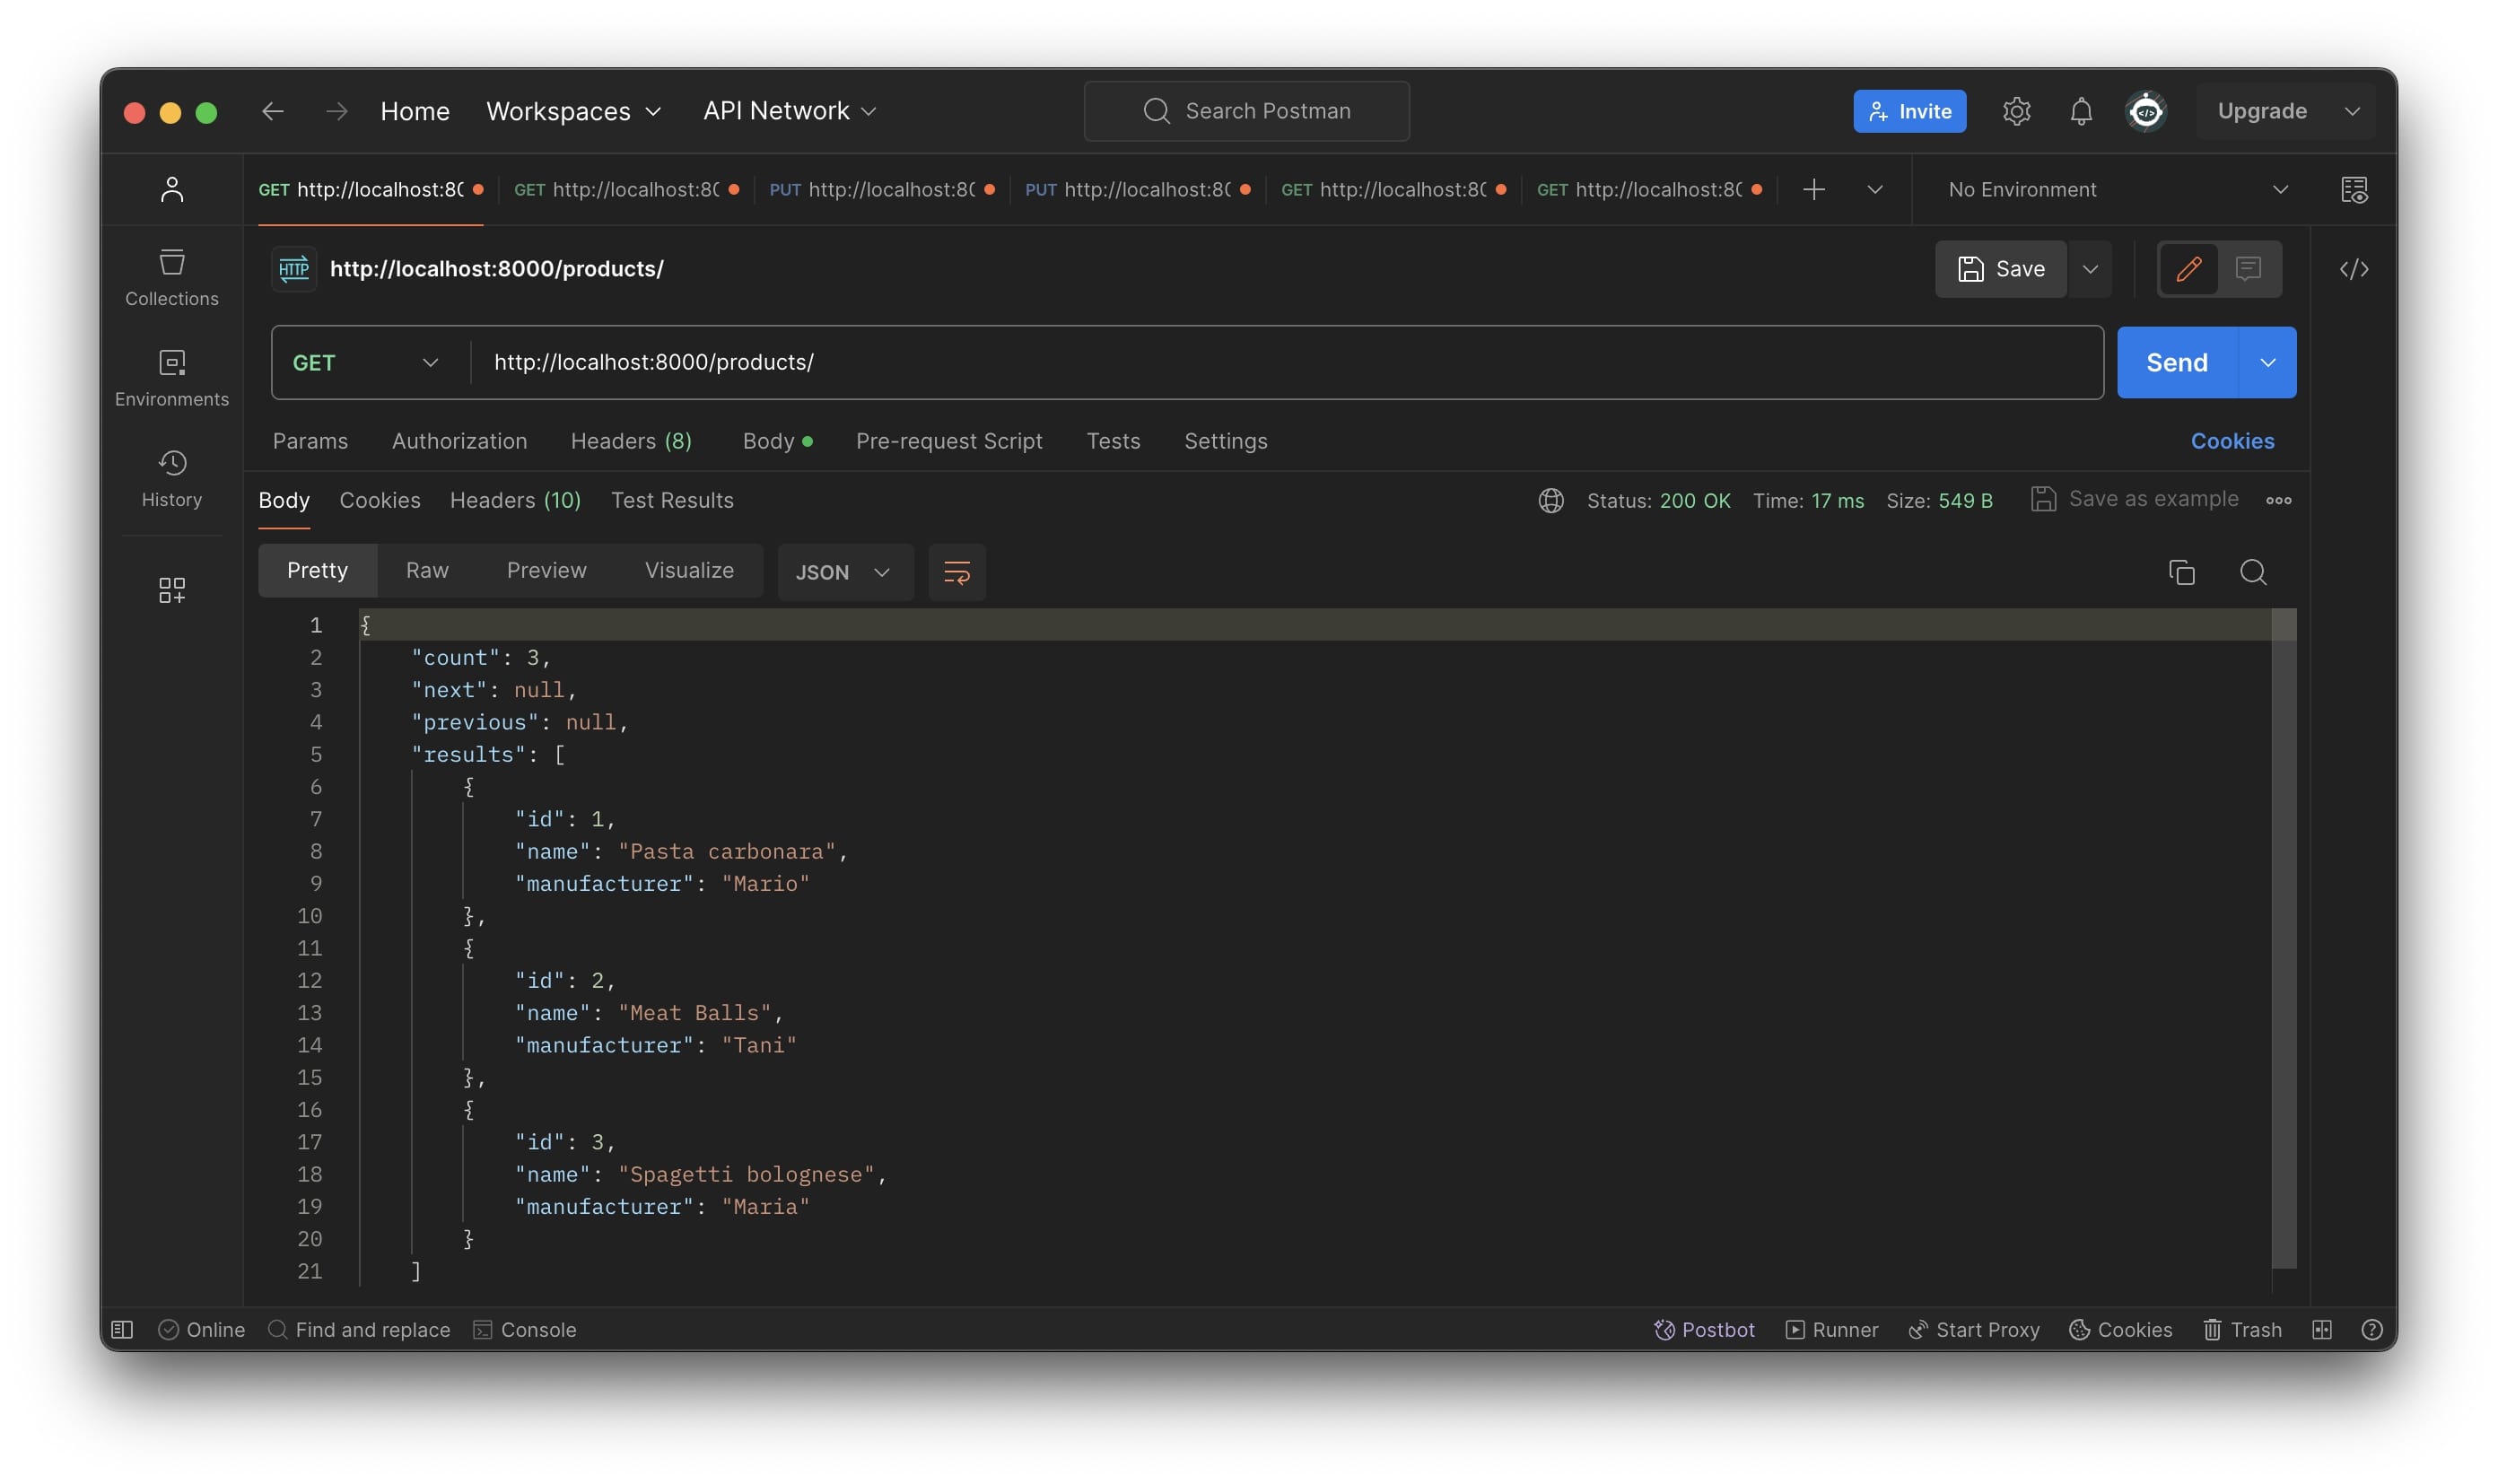 Home Workspaces API Network Search Postman Invite Upgrade
GET http://localhost:80 GET http://localhost:80 PUT http://localhost:80 PUT http://localhost:80 GET http://localhost:80 GET http://localhost:80 No Environment
Collections
Environments
History
HTTP http://localhost:8000/products/ Save
GET http://localhost:8000/products/ Send
Params Authorization Headers (8) Body Pre-request Script Tests Settings Cookies
Body Cookies Headers (10) Test Results Status: 200 OK Time: 17 ms Size: 549 B Save as example
Pretty Raw Preview Visualize JSON
1 {
2 "count": 3,
3 "next": null,
4 "previous": null,
5 "results": [
6 {
7 "id": 1,
8 "name": "Pasta carbonara",
9 "manufacturer": "Mario"
10 },
11 {
12 "id": 2,
13 "name": "Meat Balls",
14 "manufacturer": "Tani"
15 },
16 {
17 "id": 3,
18 "name": "Spagetti bolognese",
19 "manufacturer": "Maria"
20 }
21 ]
Online Find and replace Console Postbot Runner Start Proxy Cookies Trash